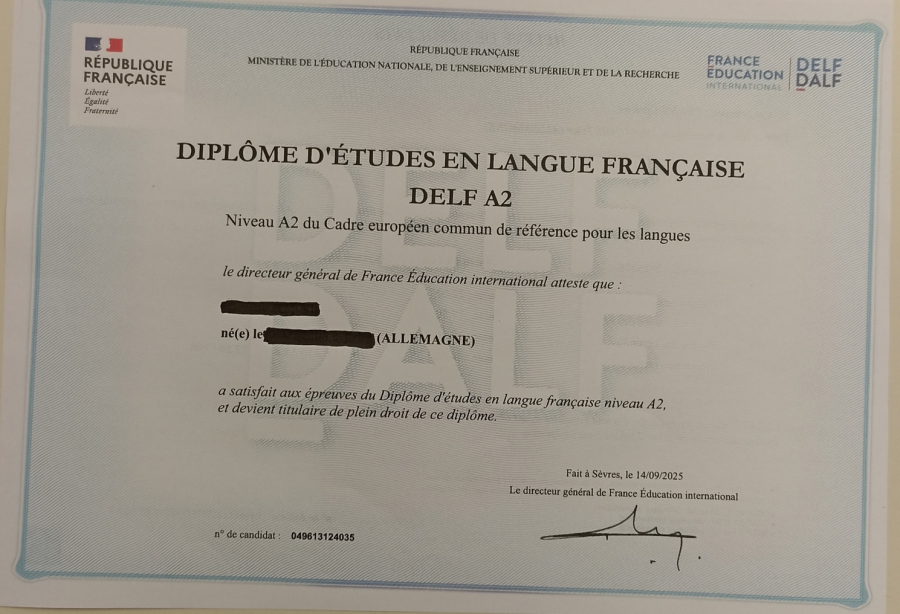 RÉPUBLIQUE
FRANÇAISE
Liberté
Égalité
Fraternité
RÉPUBLIQUE FRANÇAISE
MINISTÈRE DE L'ÉDUCATION NATIONALE, DE L'ENSEIGNEMENT SUPÉRIEUR ET DE LA RECHERCHE
FRANCE
ÉDUCATION
INTERNATIONAL
DELF
DALF
DIPLÔME D'ÉTUDES EN LANGUE FRANÇAISE
DELF A2
Niveau A2 du Cadre européen commun de référence pour les langues
le directeur général de France Éducation international atteste que :
né(e) le (ALLEMAGNE)
a satisfait aux épreuves du Diplôme d'études en langue française niveau A2,
et devient titulaire de plein droit de ce diplôme.
Fait à Sèvres, le 14/09/2025
Le directeur général de France Éducation international
n° de candidat : 049613124035
DELF
DALF